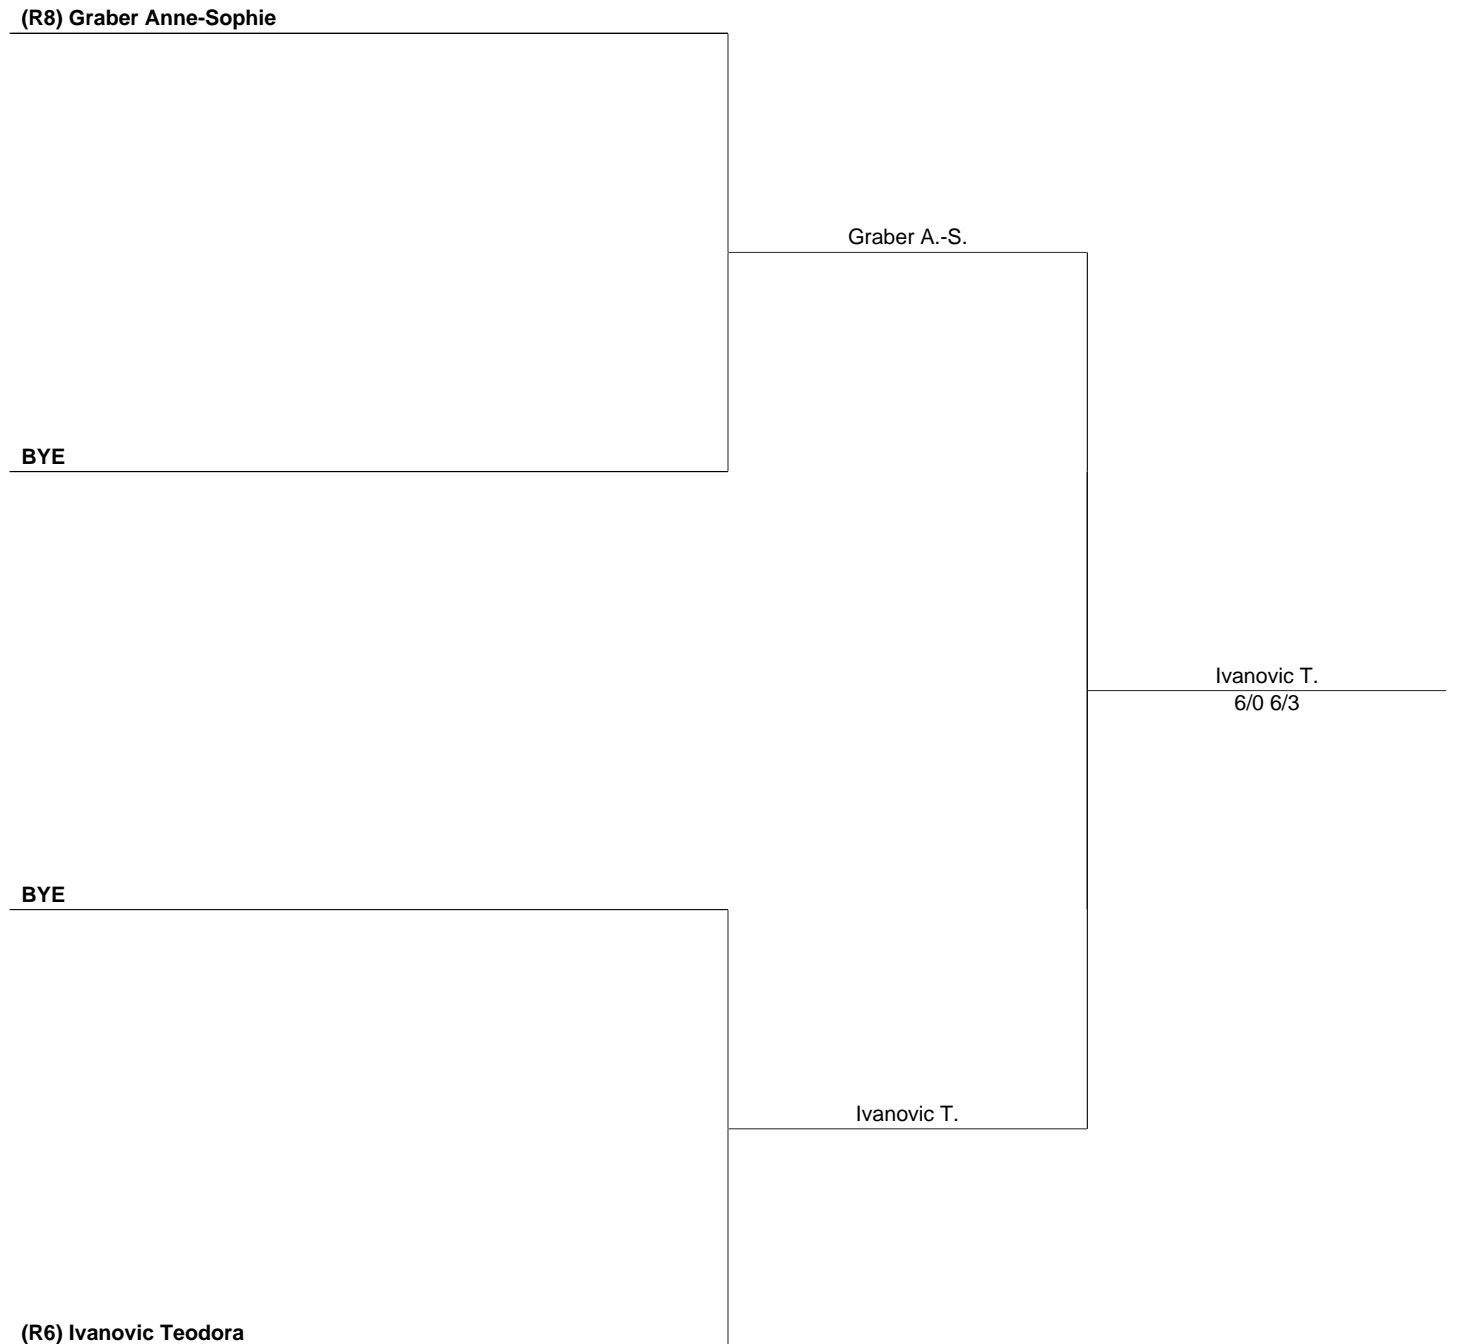 (R8) Graber Anne-Sophie
Graber A.-S.
BYE
Ivanovic T.
6/0 6/3
BYE
Ivanovic T.
(R6) Ivanovic Teodora